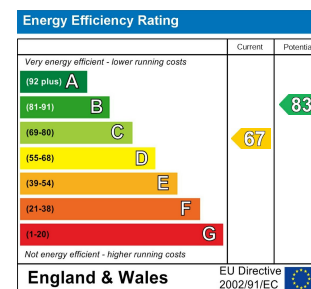 Energy Efficiency Rating
Current Potentia
Very energy efficient - lower running costs
(92 plus) A
(81-91) B
83
(69-80) C
67
(55-68) D
(39-54) E
(21-38) F
(1-20) G
Not energy efficient - higher running costs
England & Wales
EU Directive
2002/91/EC